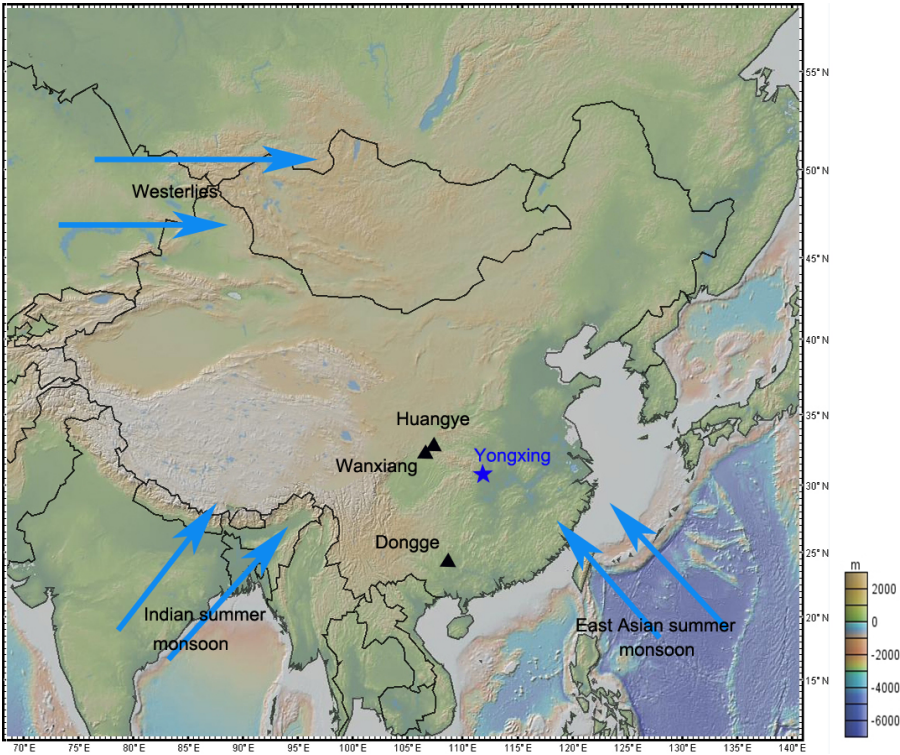 55°N
50°N
Westerlies
45°N
40°N
35°N
Huangye
Yongxing
Wanxiang
30°N
Dongge
25°N
m
2000
0
-2000
-4000
-6000
Indian summer
monsoon
20°N
East Asian summer
monsoon
15°N
70°E
80°E
85°E
90°E
95°E
100°E
105°E
110°E
115°E
120°E
125°E
130°E
135°E
140°E